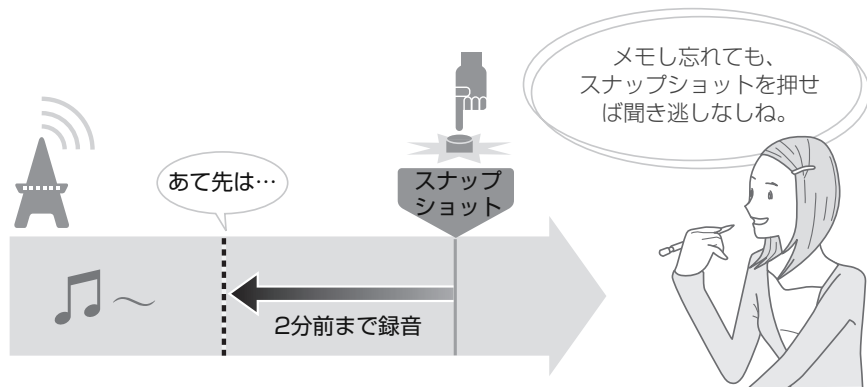 メモし忘れても、
スナップショットを押せ
ば聞き逃しなしね。
あて先は…
スナップ
ショット
～
2分前まで録音